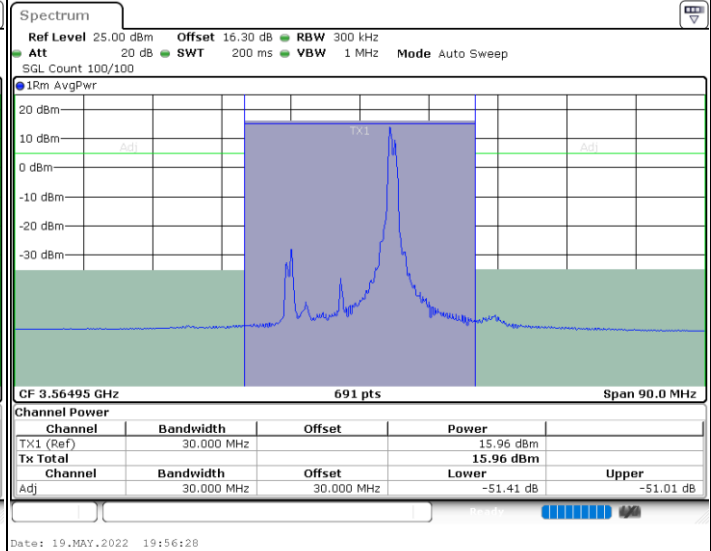 Spectrum
Ref Level 25.00 dBm Offset 16.30 dB RBW 300 kHz
Att 20 dB SWT 200 ms VBW 1 MHz Mode Auto Sweep
SGL Count 100/100
1Rm AvgPwr
20 dBm
TX1
10 dBm
Adj Adj
0 dBm
-10 dBm
-20 dBm
-30 dBm
CF 3.56495 GHz 691 pts Span 90.0 MHz
Channel Power
Channel Bandwidth Offset Power
TX1 (Ref) 30.000 MHz 15.96 dBm
Tx Total 15.96 dBm
Channel Bandwidth Offset Lower Upper
Adj 30.000 MHz 30.000 MHz -51.41 dB -51.01 dB
Ready
Date: 19.MAY.2022 19:56:28